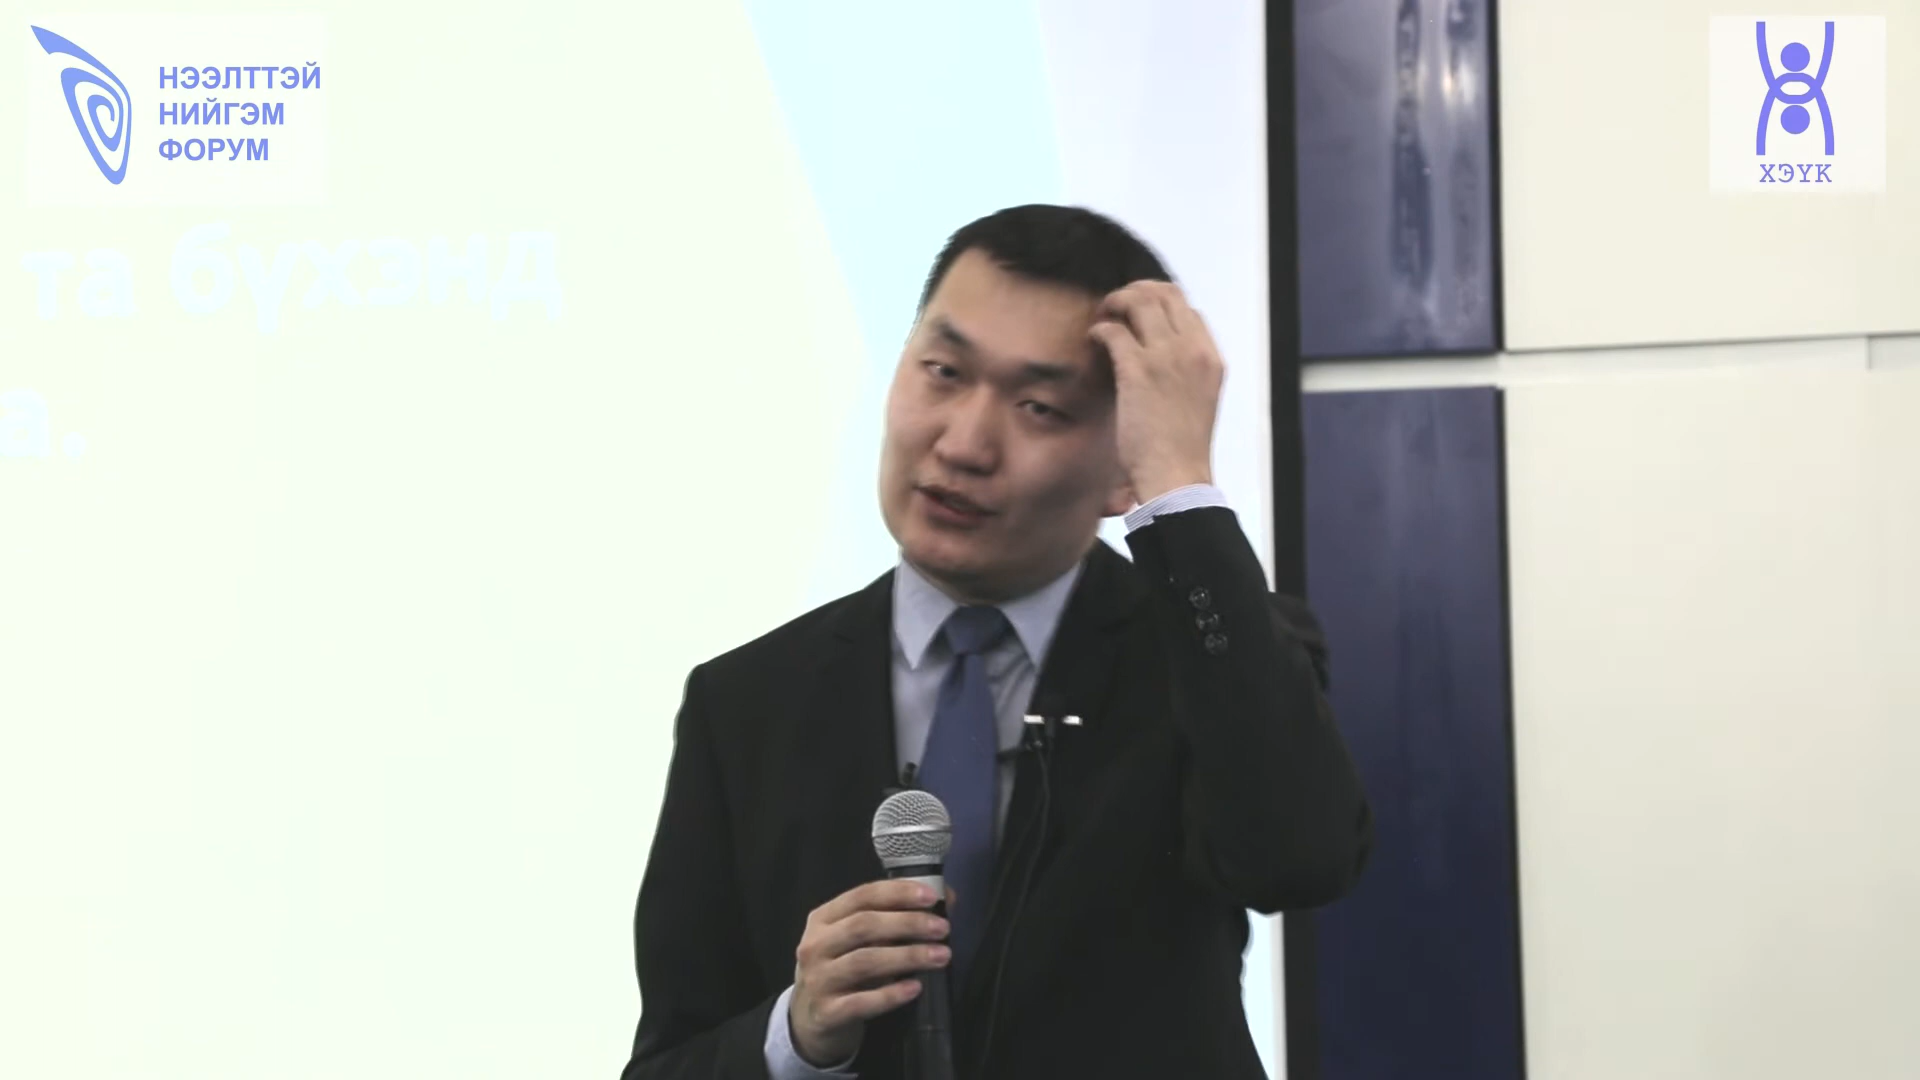 НЭЭЛТТЭЙ
НИЙГЭМ
ФОРУМ
ХЭҮК
та бүхэнд
а.